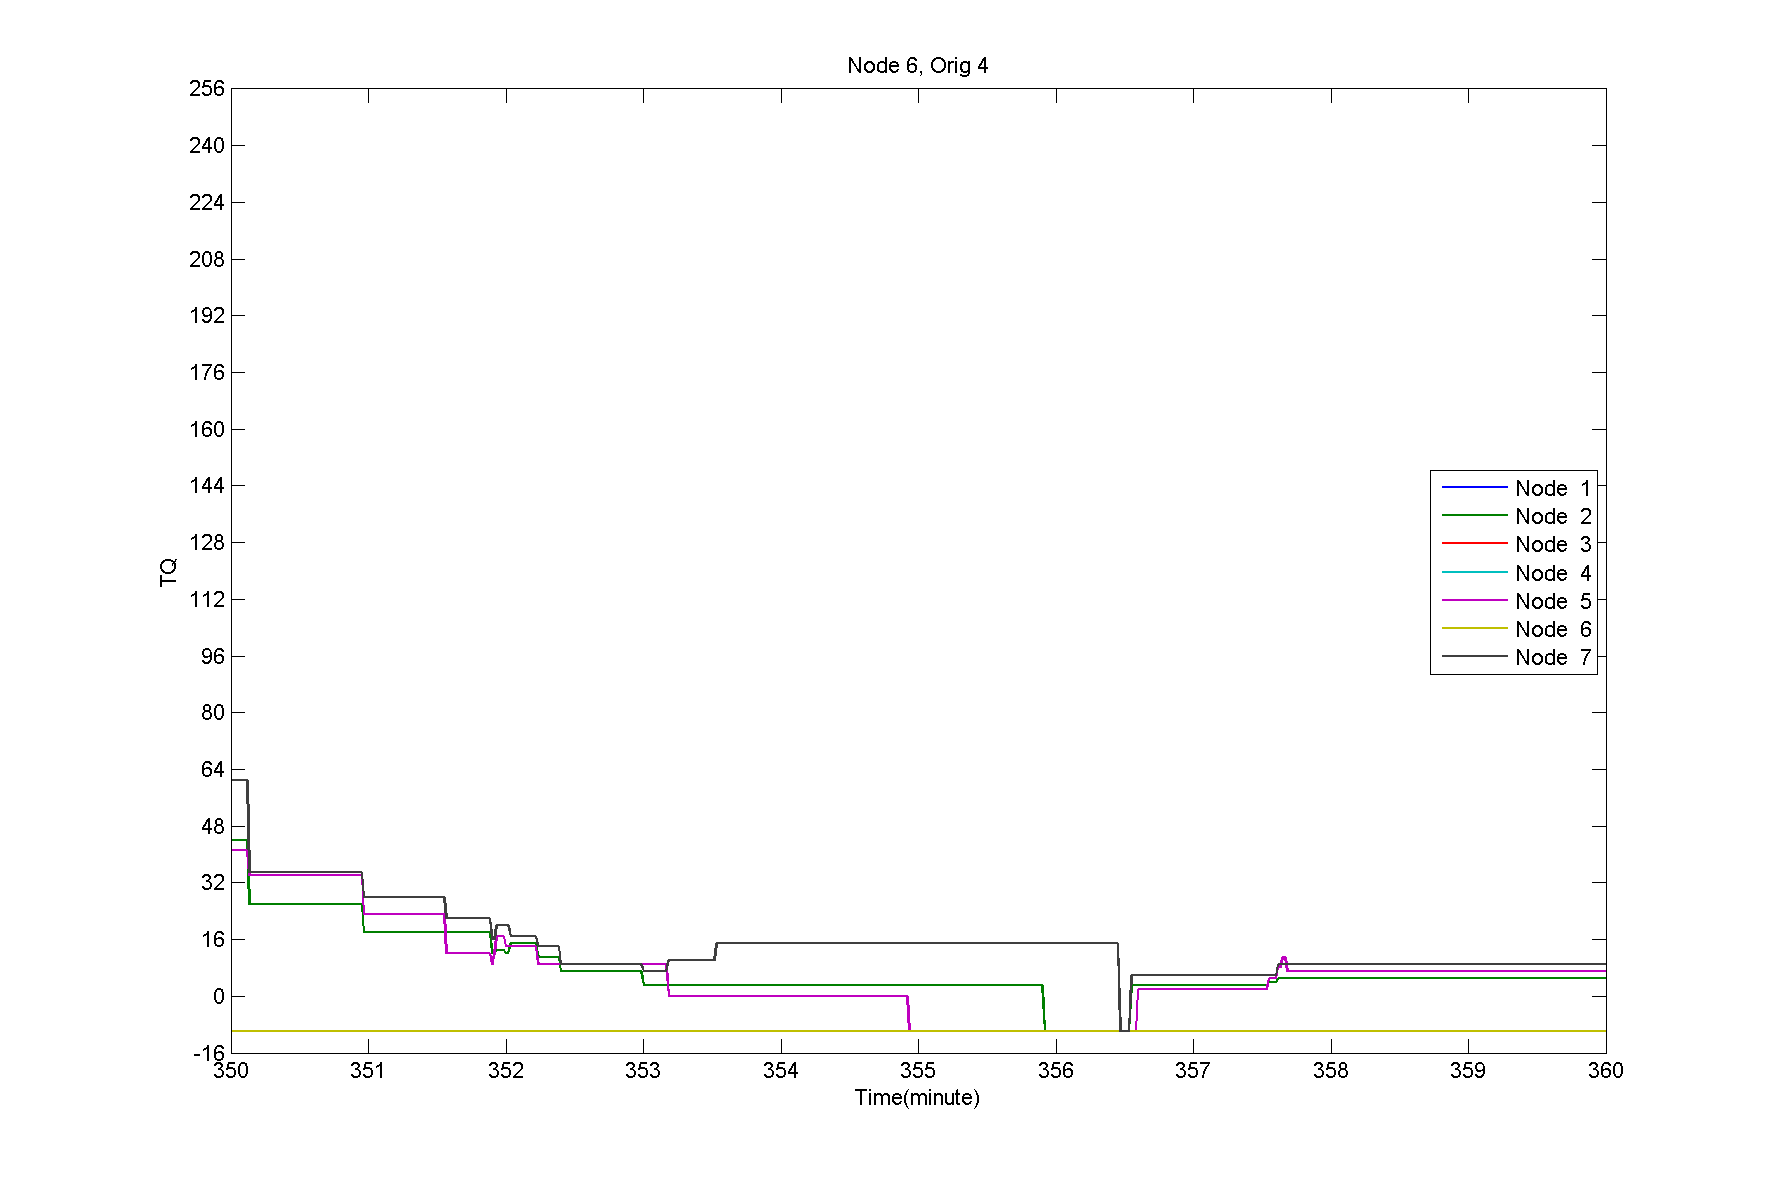 Node 6, Orig 4
256
240
224
208
192
176
160
144
128
112
96
80
64
48
32
16
0
-16
TQ
Node 1
Node 2
Node 3
Node 4
Node 5
Node 6
Node 7
350 351 352 353 354 355 356 357 358 359 360
Time(minute)